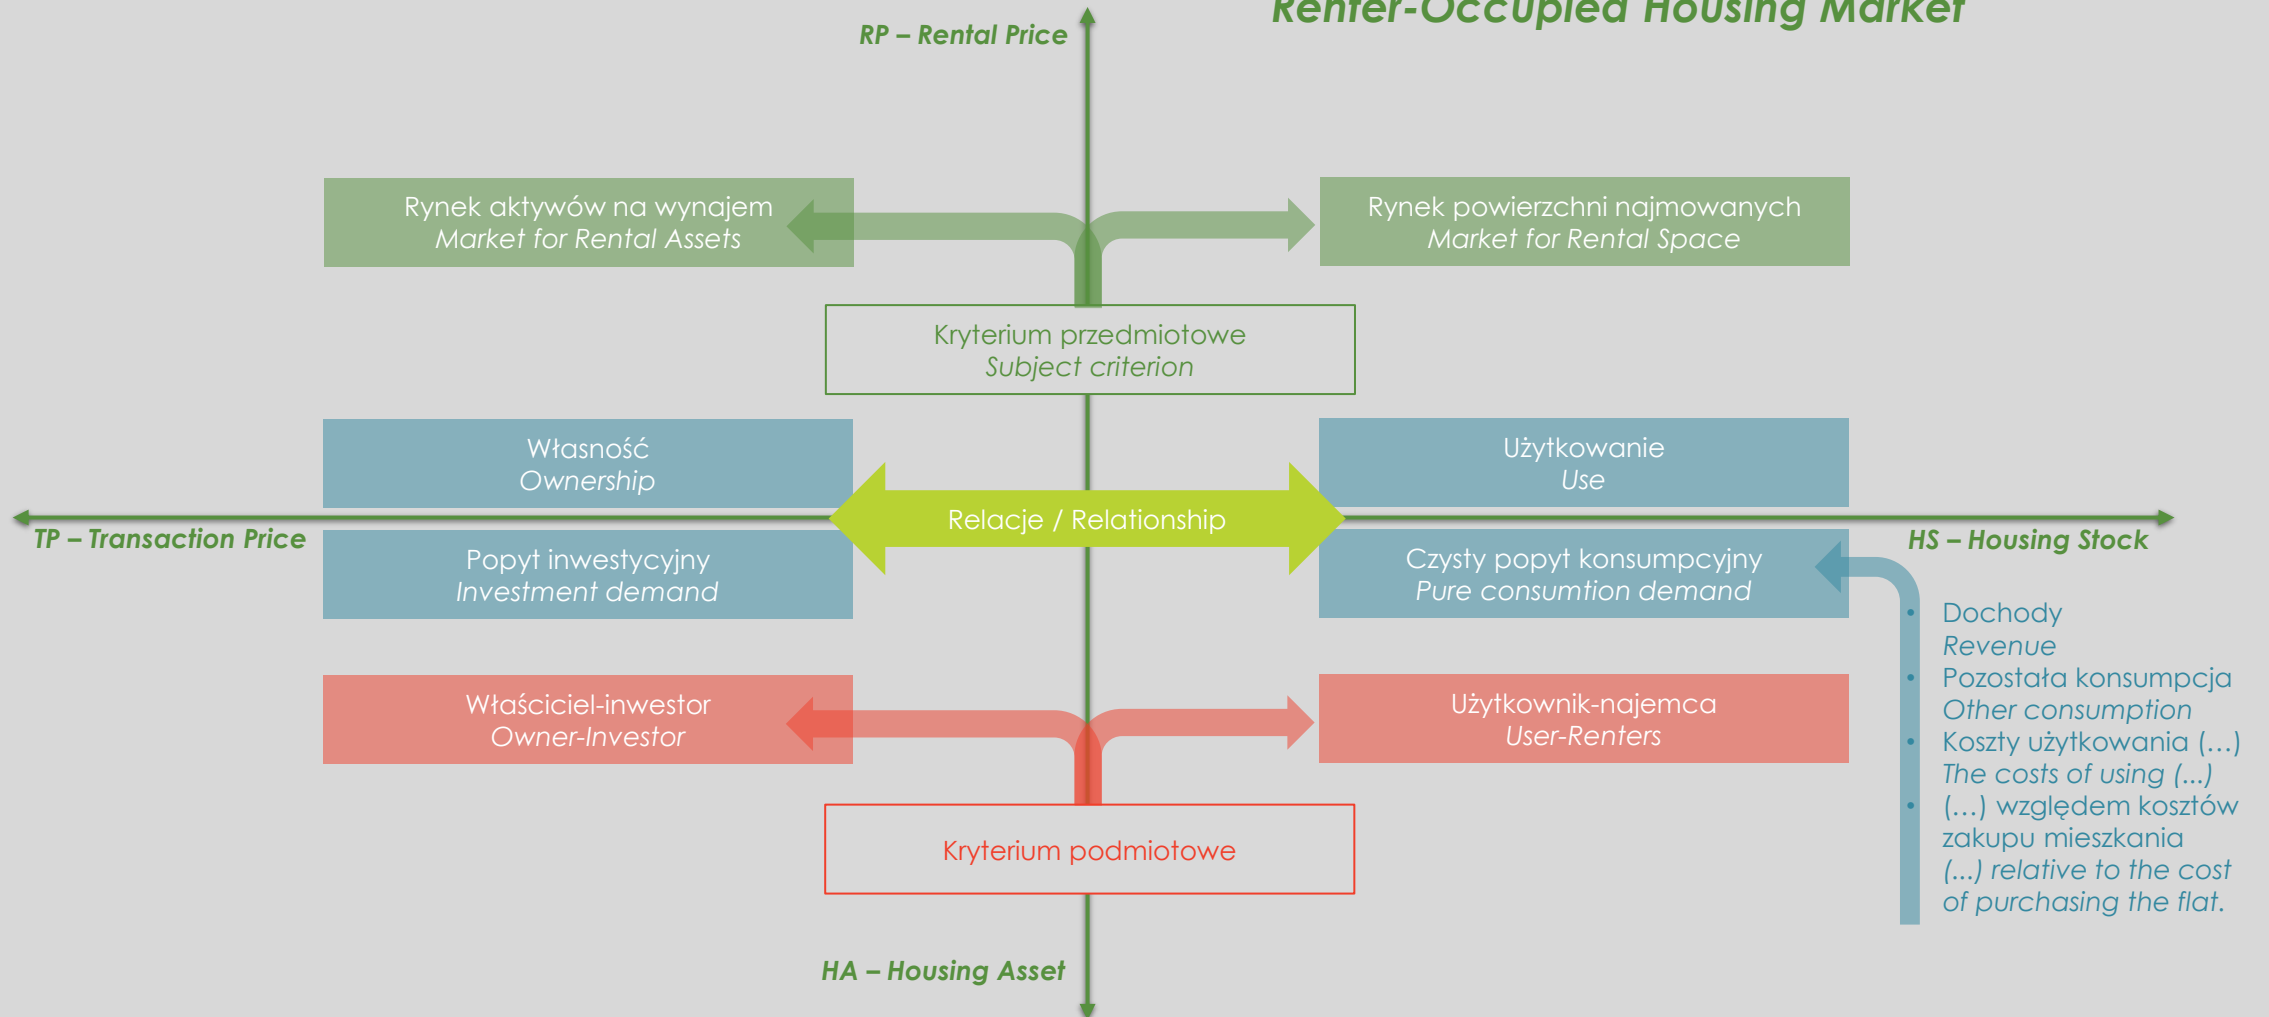 Renter-Occupied Housing Market
RP – Rental Price
Rynek aktywów na wynajem
Market for Rental Assets
Rynek powierzchni najmowanych
Market for Rental Space
Kryterium przedmiotowe
Subject criterion
Własność
Ownership
Użytkowanie
Use
Relacje / Relationship
TP – Transaction Price
HS – Housing Stock
Popyt inwestycyjny
Investment demand
Czysty popyt konsumpcyjny
Pure consumtion demand
• Dochody
Revenue
• Pozostała konsumpcja
Other consumption
• Koszty użytkowania (…)
The costs of using (...)
• (…) względem kosztów
zakupu mieszkania
(...) relative to the cost
of purchasing the flat.
Właściciel-inwestor
Owner-Investor
Użytkownik-najemca
User-Renters
Kryterium podmiotowe
HA – Housing Asset